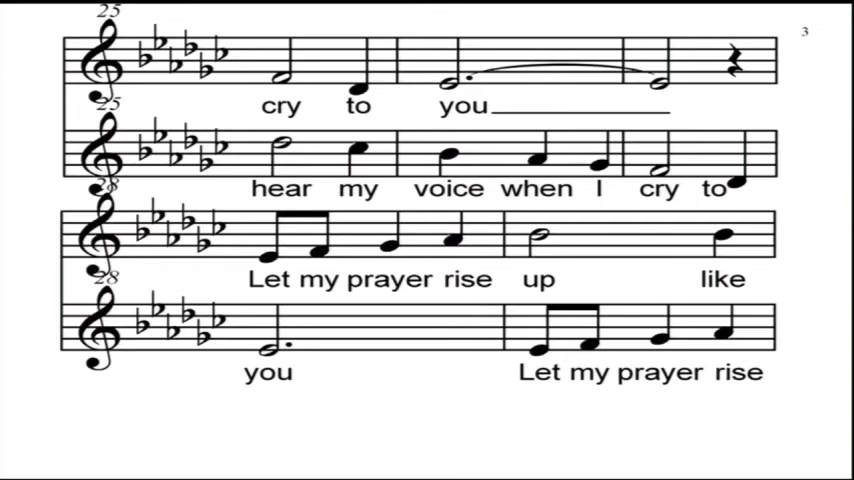 25
3
cry to you
25
hear my voice when I cry to
28
Let my prayer rise up like
28
you Let my prayer rise